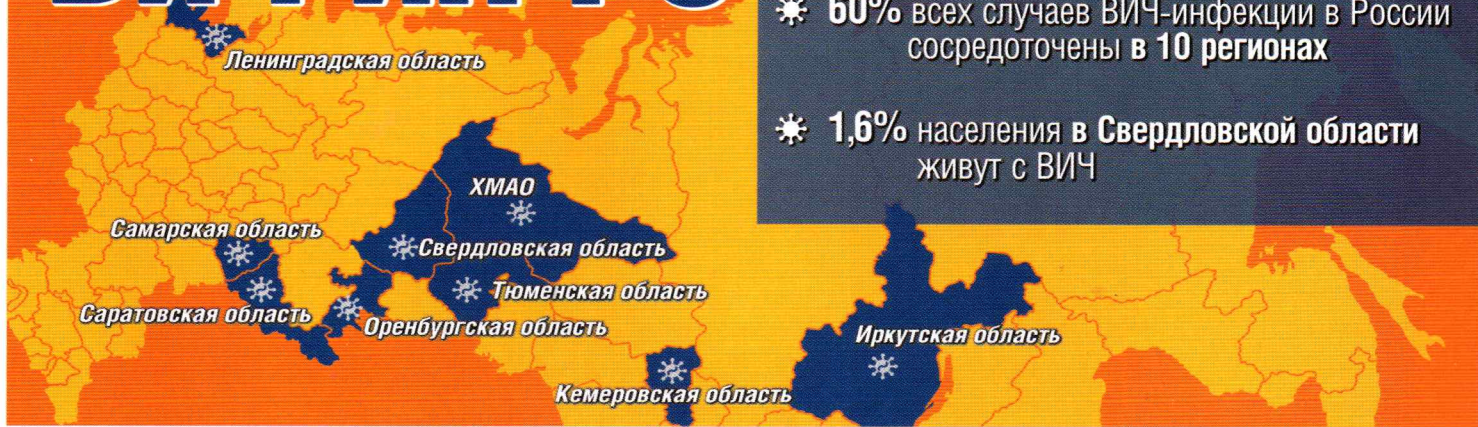 60% всех случаев ВИЧ-инфекции в России
сосредоточены в 10 регионах
1,6% населения в Свердловской области
живут с ВИЧ
Ленинградская область
ХМАО
Самарская область
Свердловская область
Тюменская область
Саратовская область
Оренбургская область
Иркутская область
Кемеровская область